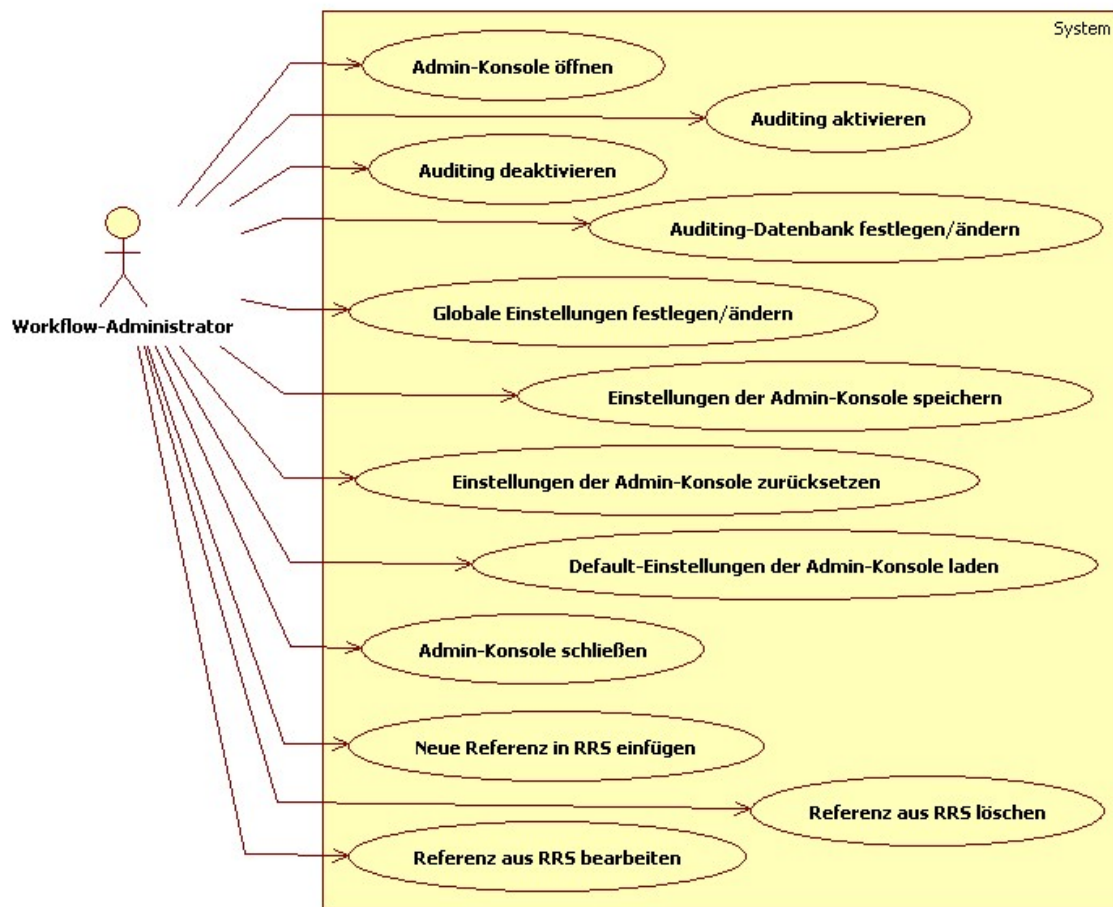 System
Admin-Konsole öffnen
Auditing aktivieren
Auditing deaktivieren
Auditing-Datenbank festlegen/ändern
Globale Einstellungen festlegen/ändern
Workflow-Administrator
Einstellungen der Admin-Konsole speichern
Einstellungen der Admin-Konsole zurücksetzen
Default-Einstellungen der Admin-Konsole laden
Admin-Konsole schließen
Neue Referenz in RRS einfügen
Referenz aus RRS löschen
Referenz aus RRS bearbeiten